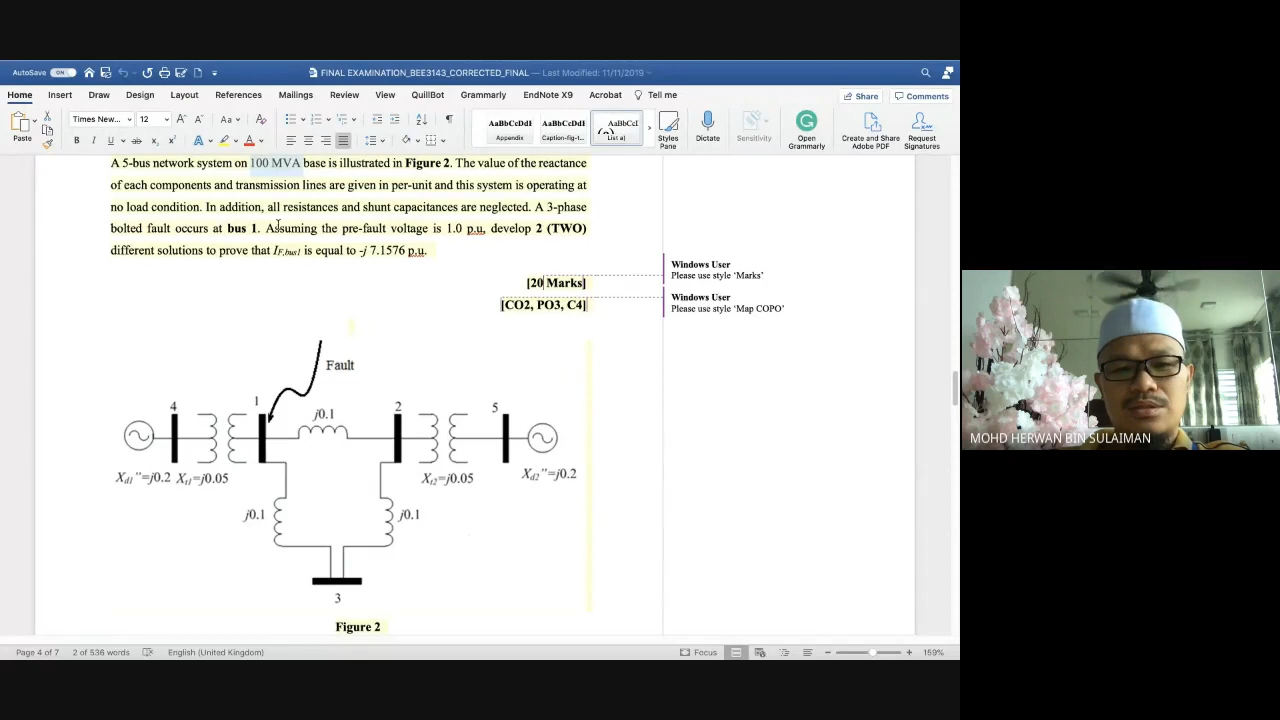 AutoSave ON
FINAL EXAMINATION_BEE3143_CORRECTED_FINAL — Last Modified: 11/11/2019
Home Insert Draw Design Layout References Mailings Review View QuillBot Grammarly EndNote X9 Acrobat Tell me
Share Comments
Paste
Times New... 12
AaBbCcDdI
Appendix
AaBbCcDdI
Caption-fig-t...
AaBbCcDdI
List a)
Styles Pane
Dictate
Sensitivity
Open Grammarly
Create and Share Adobe PDF
Request Signatures
A 5-bus network system on 100 MVA base is illustrated in Figure 2. The value of the reactance
of each components and transmission lines are given in per-unit and this system is operating at
no load condition. In addition, all resistances and shunt capacitances are neglected. A 3-phase
bolted fault occurs at bus 1. Assuming the pre-fault voltage is 1.0 p.u, develop 2 (TWO)
different solutions to prove that IF,bus1 is equal to -j 7.1576 p.u.
[20 Marks]
[CO2, PO3, C4]
Windows User
Please use style ‘Marks’
Windows User
Please use style ‘Map COPO’
Fault
4 1 j0.1 2 5
Xd1''=j0.2 Xt1=j0.05 Xt2=j0.05 Xd2''=j0.2
j0.1 j0.1
3
Figure 2
MOHD HERWAN BIN SULAIMAN
Page 4 of 7 2 of 536 words English (United Kingdom) Focus 159%